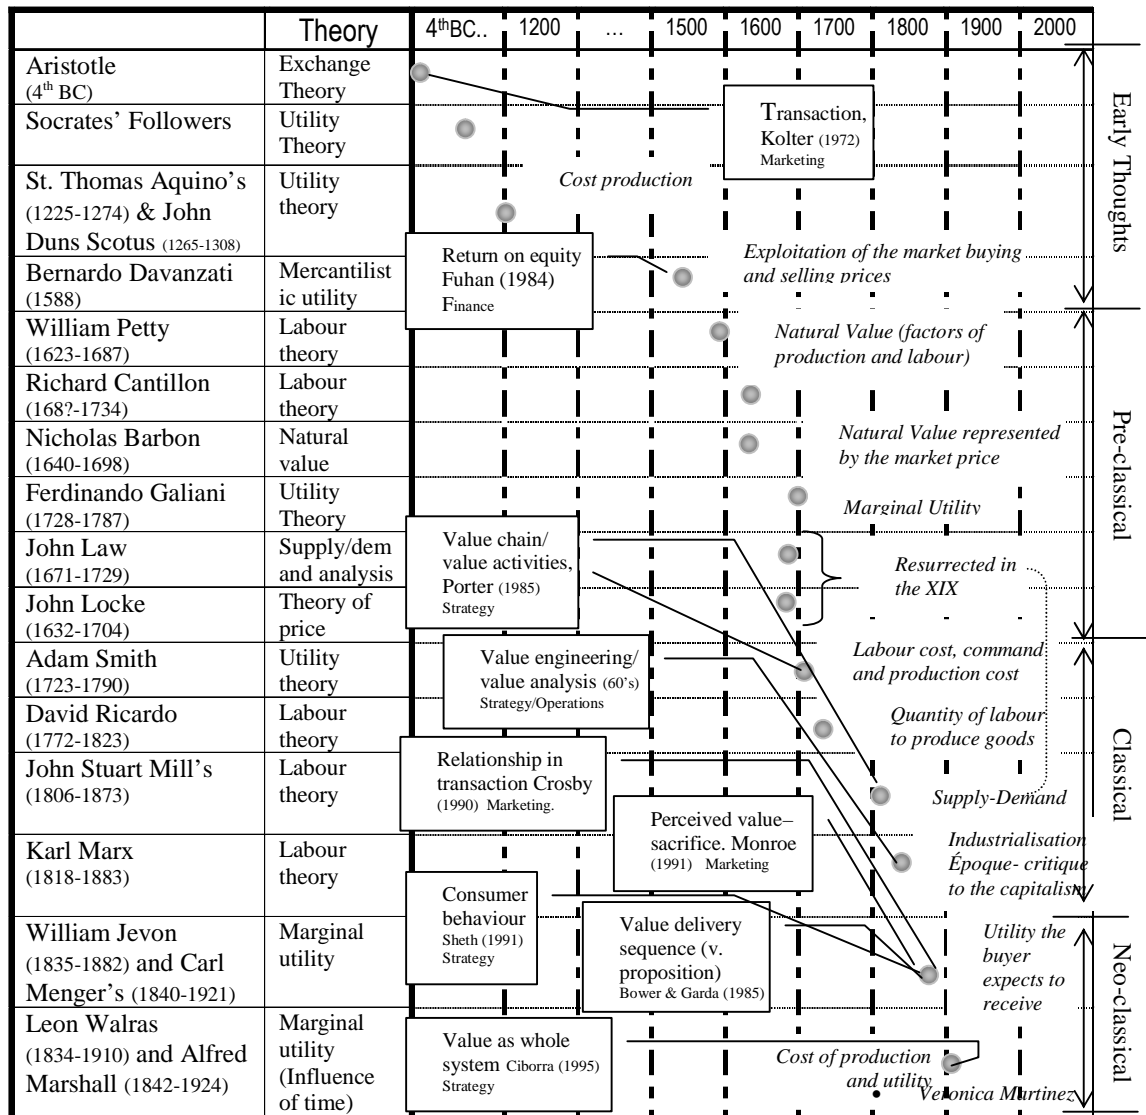 Theory 4thBC.. 1200 ... 1500 1600 1700 1800 1900 2000
Aristotle
(4th BC)
Exchange
Theory
Socrates' Followers
Utility
Theory
St. Thomas Aquino's
(1225-1274) & John
Duns Scotus (1265-1308)
Utility
theory
Bernardo Davanzati
(1588)
Mercantilist
ic utility
William Petty
(1623-1687)
Labour
theory
Richard Cantillon
(168?-1734)
Labour
theory
Nicholas Barbon
(1640-1698)
Natural
value
Ferdinando Galiani
(1728-1787)
Utility
Theory
John Law
(1671-1729)
Supply/dem
and analysis
John Locke
(1632-1704)
Theory of
price
Adam Smith
(1723-1790)
Utility
theory
David Ricardo
(1772-1823)
Labour
theory
John Stuart Mill's
(1806-1873)
Labour
theory
Karl Marx
(1818-1883)
Labour
theory
William Jevon
(1835-1882) and Carl
Menger's (1840-1921)
Marginal
utility
Leon Walras
(1834-1910) and Alfred
Marshall (1842-1924)
Marginal
utility
(Influence
of time)
Transaction,
Kolter (1972)
Marketing
Cost production
Return on equity
Fuhan (1984)
Finance
Exploitation of the market buying
and selling prices
Natural Value (factors of
production and labour)
Natural Value represented
by the market price
Marginal Utility
Value chain/
value activities,
Porter (1985)
Strategy
Resurrected in
the XIX
Value engineering/
value analysis (60's)
Strategy/Operations
Labour cost, command
and production cost
Quantity of labour
to produce goods
Relationship in
transaction Crosby
(1990) Marketing.
Supply-Demand
Perceived value–
sacrifice. Monroe
(1991) Marketing
Industrialisation
Époque- critique
to the capitalism
Consumer
behaviour
Sheth (1991)
Strategy
Value delivery
sequence (v.
proposition)
Bower & Garda (1985)
Utility the
buyer
expects to
receive
Value as whole
system Ciborra (1995)
Strategy
Cost of production
and utility
• Veronica Martinez
Early Thoughts
Pre-classical
Classical
Neo-classical